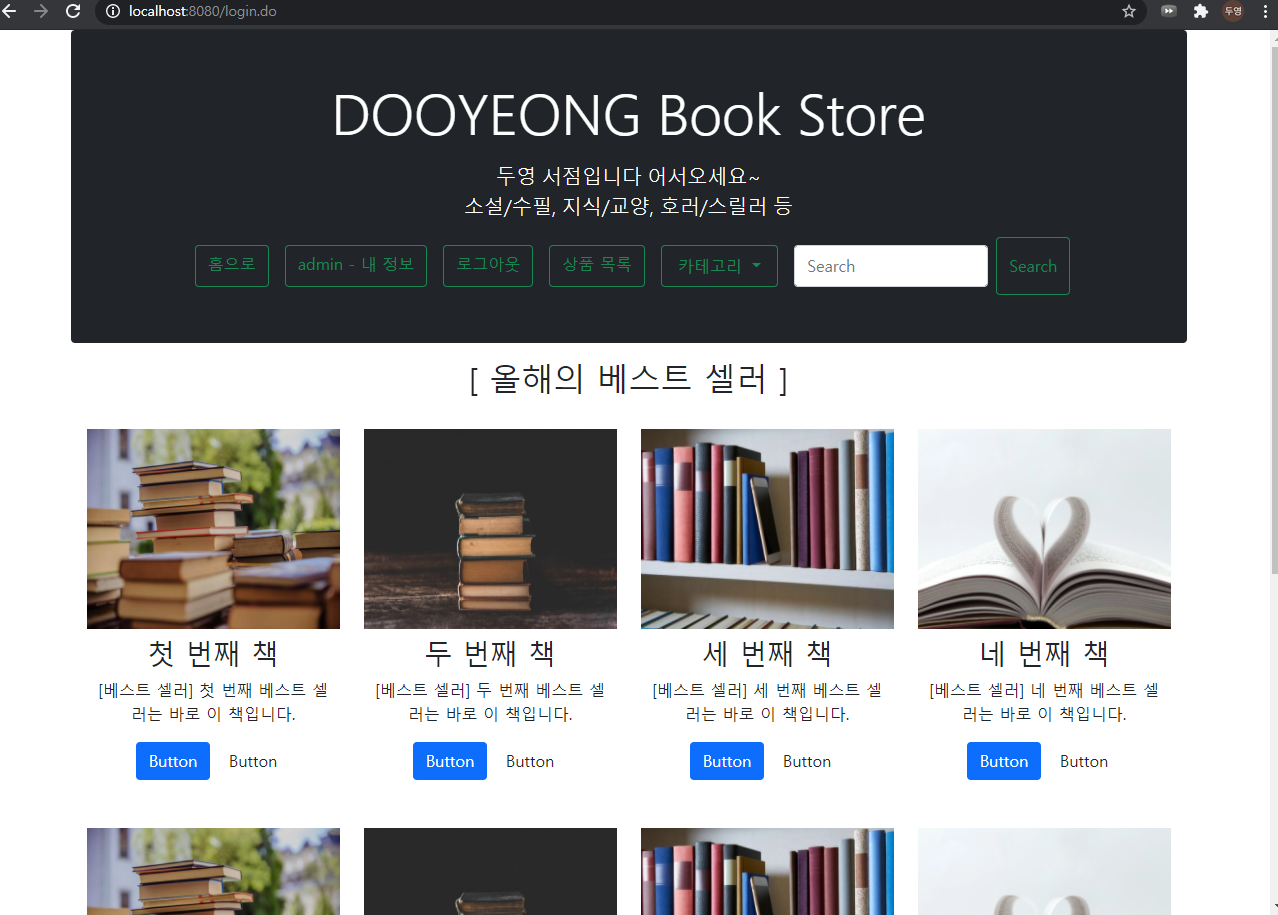 localhost:8080/login.do
두영
DOOYEONG Book Store
두영 서점입니다 어서오세요~
소설/수필, 지식/교양, 호러/스릴러 등
홈으로 admin - 내 정보 로그아웃 상품 목록 카테고리 Search Search
[ 올해의 베스트 셀러 ]
첫 번째 책
[베스트 셀러] 첫 번째 베스트 셀
러는 바로 이 책입니다.
Button Button
두 번째 책
[베스트 셀러] 두 번째 베스트 셀
러는 바로 이 책입니다.
Button Button
세 번째 책
[베스트 셀러] 세 번째 베스트 셀
러는 바로 이 책입니다.
Button Button
네 번째 책
[베스트 셀러] 네 번째 베스트 셀
러는 바로 이 책입니다.
Button Button